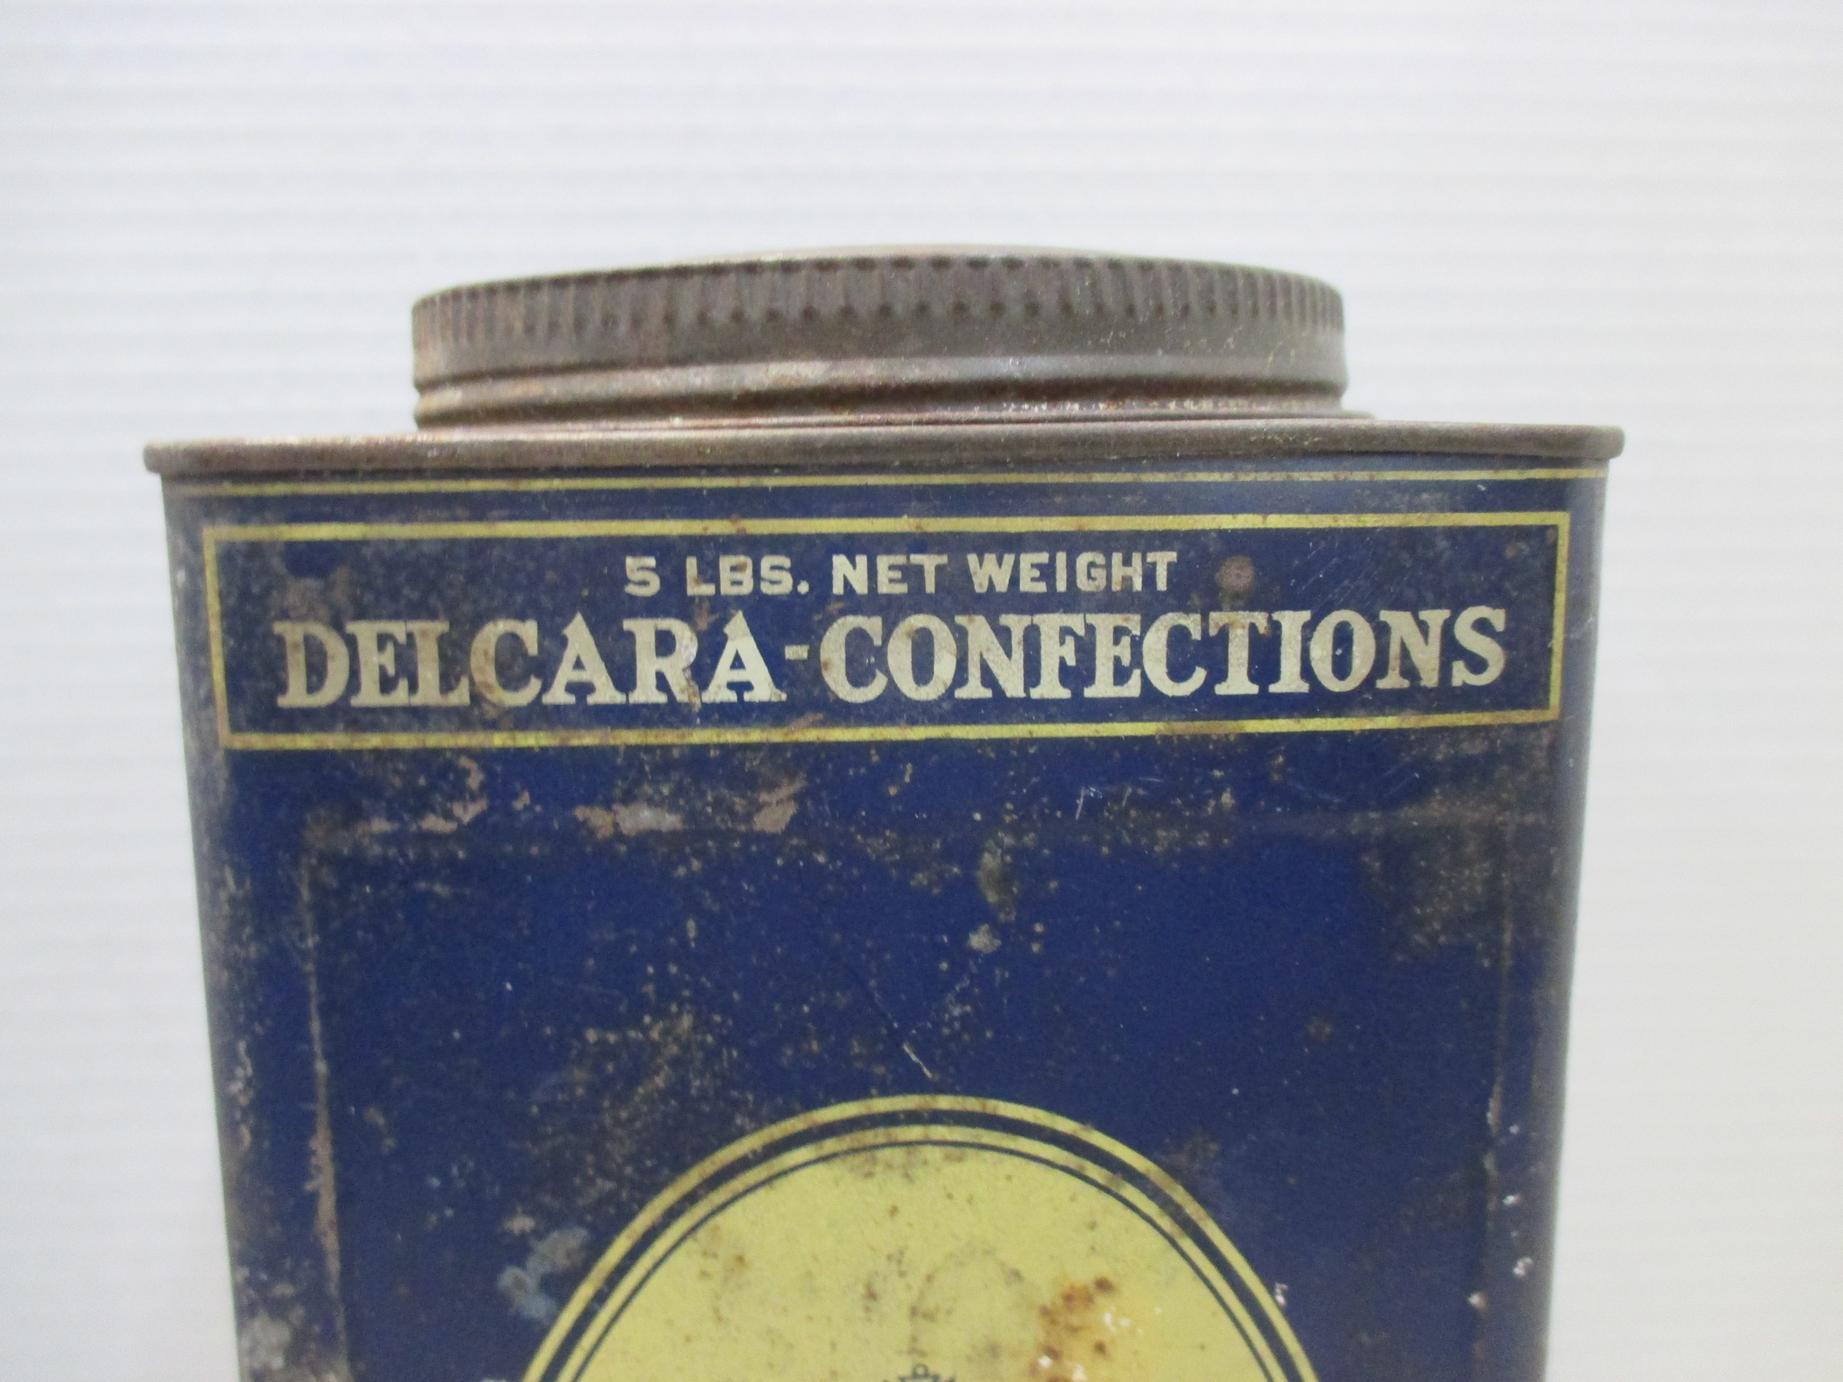 5 LBS. NET WEIGHT
DELCARA-CONFECTIONS